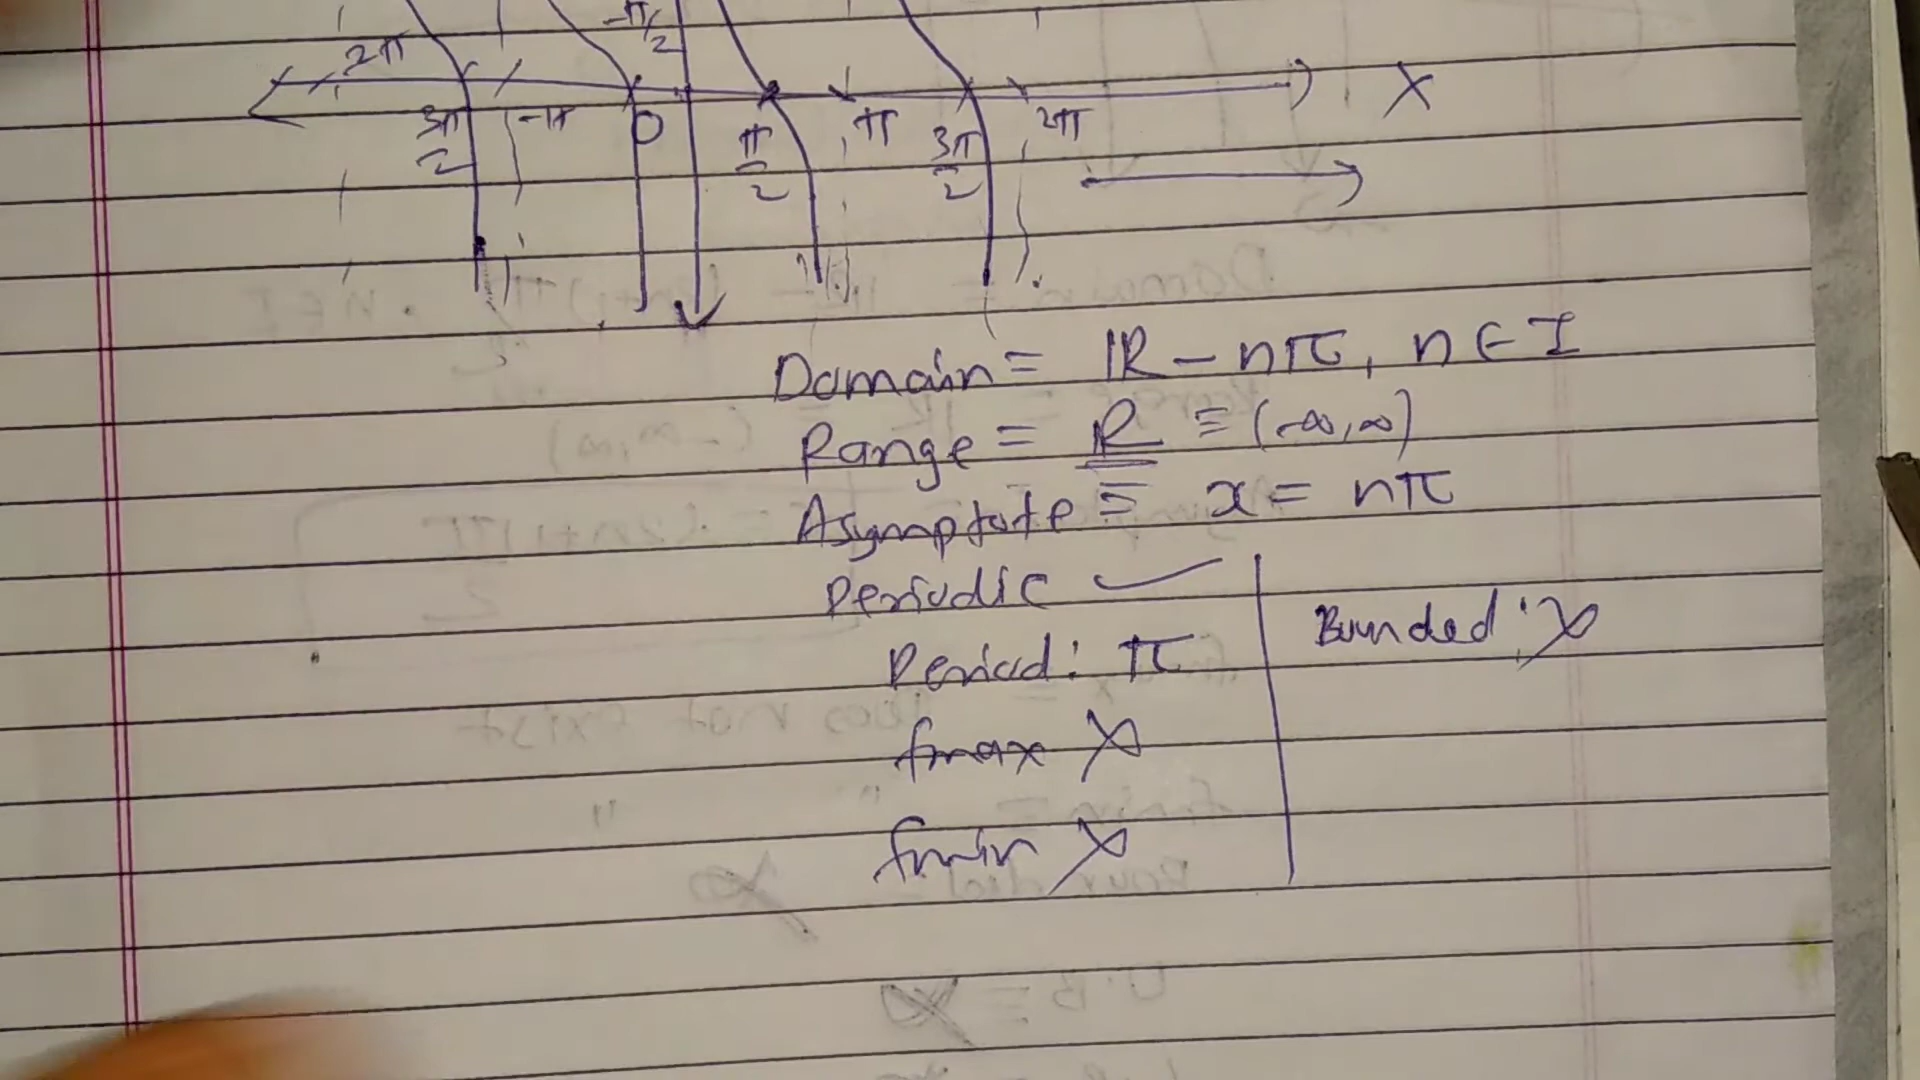 -π/2
2π
X
3π/2 -π 0 π/2 π 3π/2 2π
Domain = ℝ - nπ, n ∈ I
Range = ℝ ≡ (-∞,∞)
Asymptote ≡ x = nπ
Periodic ✓
Bounded : X
Period : π
fmax X
fmin X